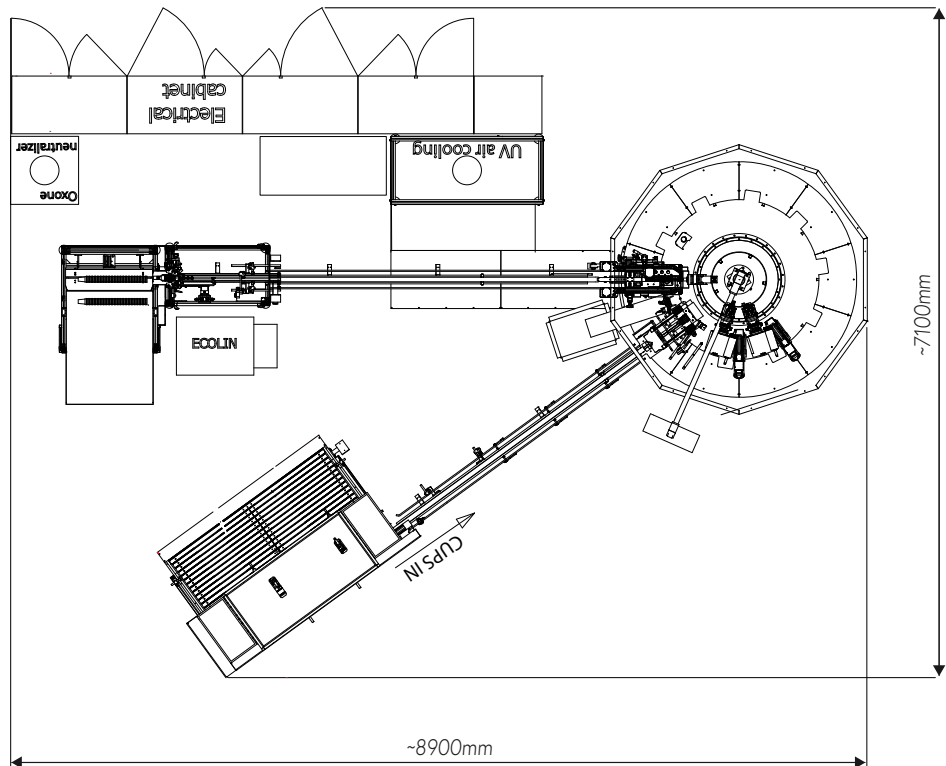 Electrical
cabinet
Oxone
neutralizer
UV air cooling
ECOLIN
CUPS IN
~7100mm
~8900mm